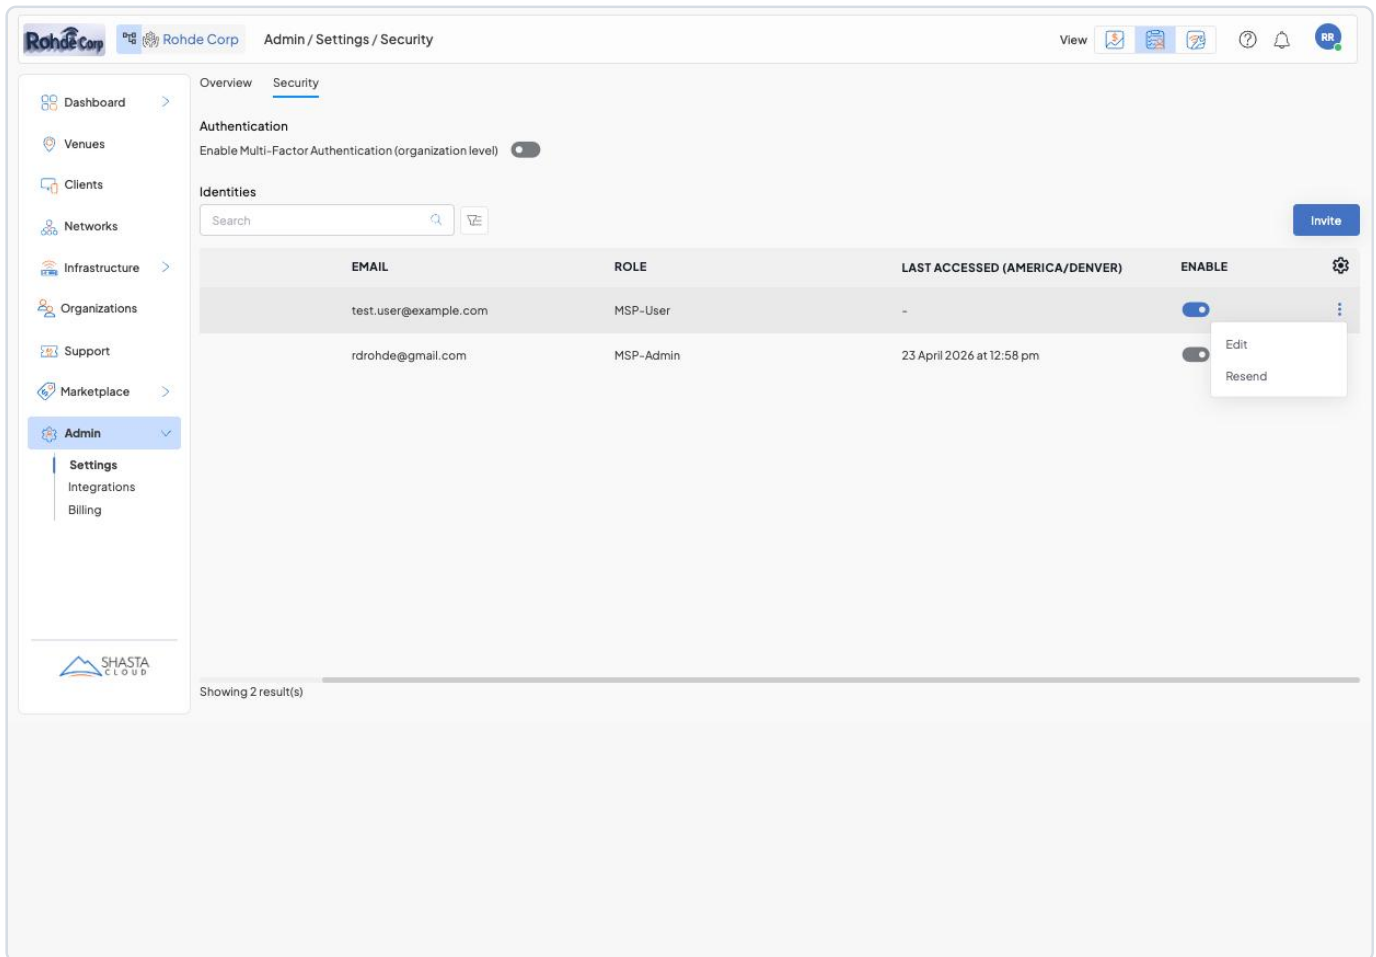 Rohde Corp Rohde Corp Admin / Settings / Security View RR
Overview Security
Dashboard
Venues
Clients
Networks
Infrastructure
Organizations
Support
Marketplace
Admin
Settings
Integrations
Billing
SHASTA
CLOUD
Authentication
Enable Multi-Factor Authentication (organization level)
Identities
Search Invite
EMAIL ROLE LAST ACCESSED (AMERICA/DENVER) ENABLE
test.user@example.com MSP-User -
rdrohde@gmail.com MSP-Admin 23 April 2026 at 12:58 pm
Edit
Resend
Showing 2 result(s)